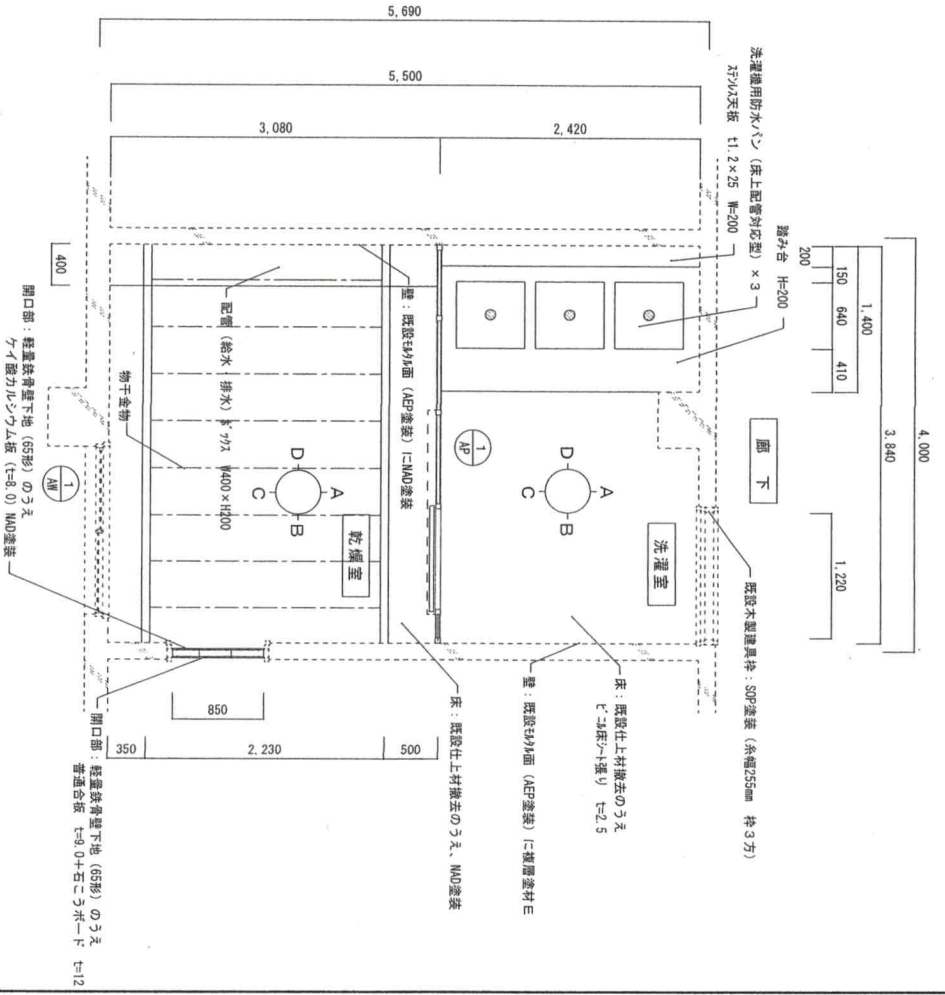 5,690
5,500
3,080
2,420
洗濯機用防水パン（床上配管対応型）×3
ｽﾃﾝﾚｽ天板 t1.2×25 W=200
踏み台 H=200
4,000
3,840
1,400
200
150
640
410
1,220
廊下
400
壁：既設ﾓﾙﾀﾙ面（AEP塗装）にNAD塗装
配管（給水・排水）ﾎﾞｯｸｽ W400×H200
物干金物
開口部：軽量鉄骨壁下地（65形）のうえ
ケイ酸カルシウム板（t=8.0）NAD塗装
1
AW
1
AP
A
B
C
D
乾燥室
A
B
C
D
洗濯室
既設木製建具枠：SOP塗装（糸幅255mm 枠3方）
床：既設仕上材撤去のうえ
ﾋﾞﾆﾙ床ｼｰﾄ張り t=2.5
壁：既設ﾓﾙﾀﾙ面（AEP塗装）に複層塗材E
床：既設仕上材撤去のうえ、NAD塗装
850
350
2,230
500
開口部：軽量鉄骨壁下地（65形）のうえ
普通合板 t=9.0＋石こうボード t=12